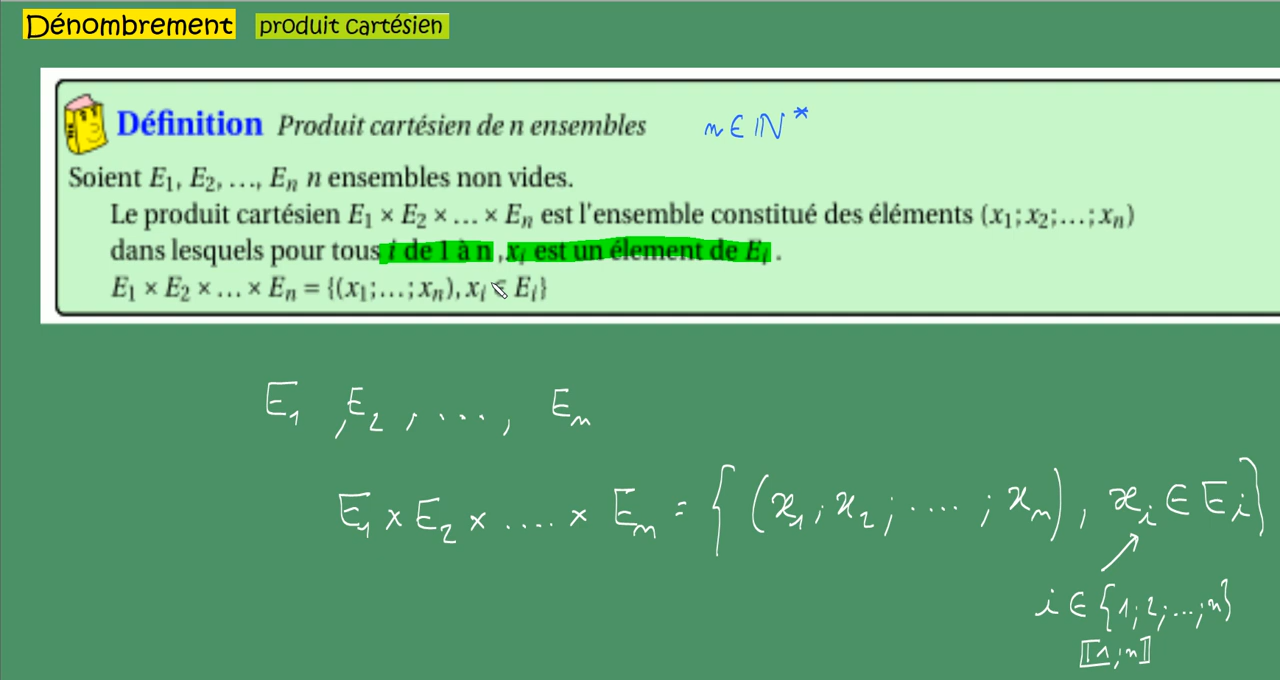 Dénombrement produit cartésien
Définition Produit cartésien de n ensembles n ∈ ℕ*
Soient E₁, E₂, ..., Eₙ n ensembles non vides.
Le produit cartésien E₁ × E₂ × ... × Eₙ est l'ensemble constitué des éléments (x₁; x₂; ...; xₙ)
dans lesquels pour tous i de 1 à n, xᵢ est un élement de Eᵢ.
E₁ × E₂ × ... × Eₙ = {(x₁; ...; xₙ), xᵢ ∈ Eᵢ}
E₁, E₂, ...., Eₙ
E₁ × E₂ × ..... × Eₙ = {(x₁; x₂; ....; xₙ), xᵢ ∈ Eᵢ}
i ∈ {1; 2; ...; n}
⟦1; n⟧